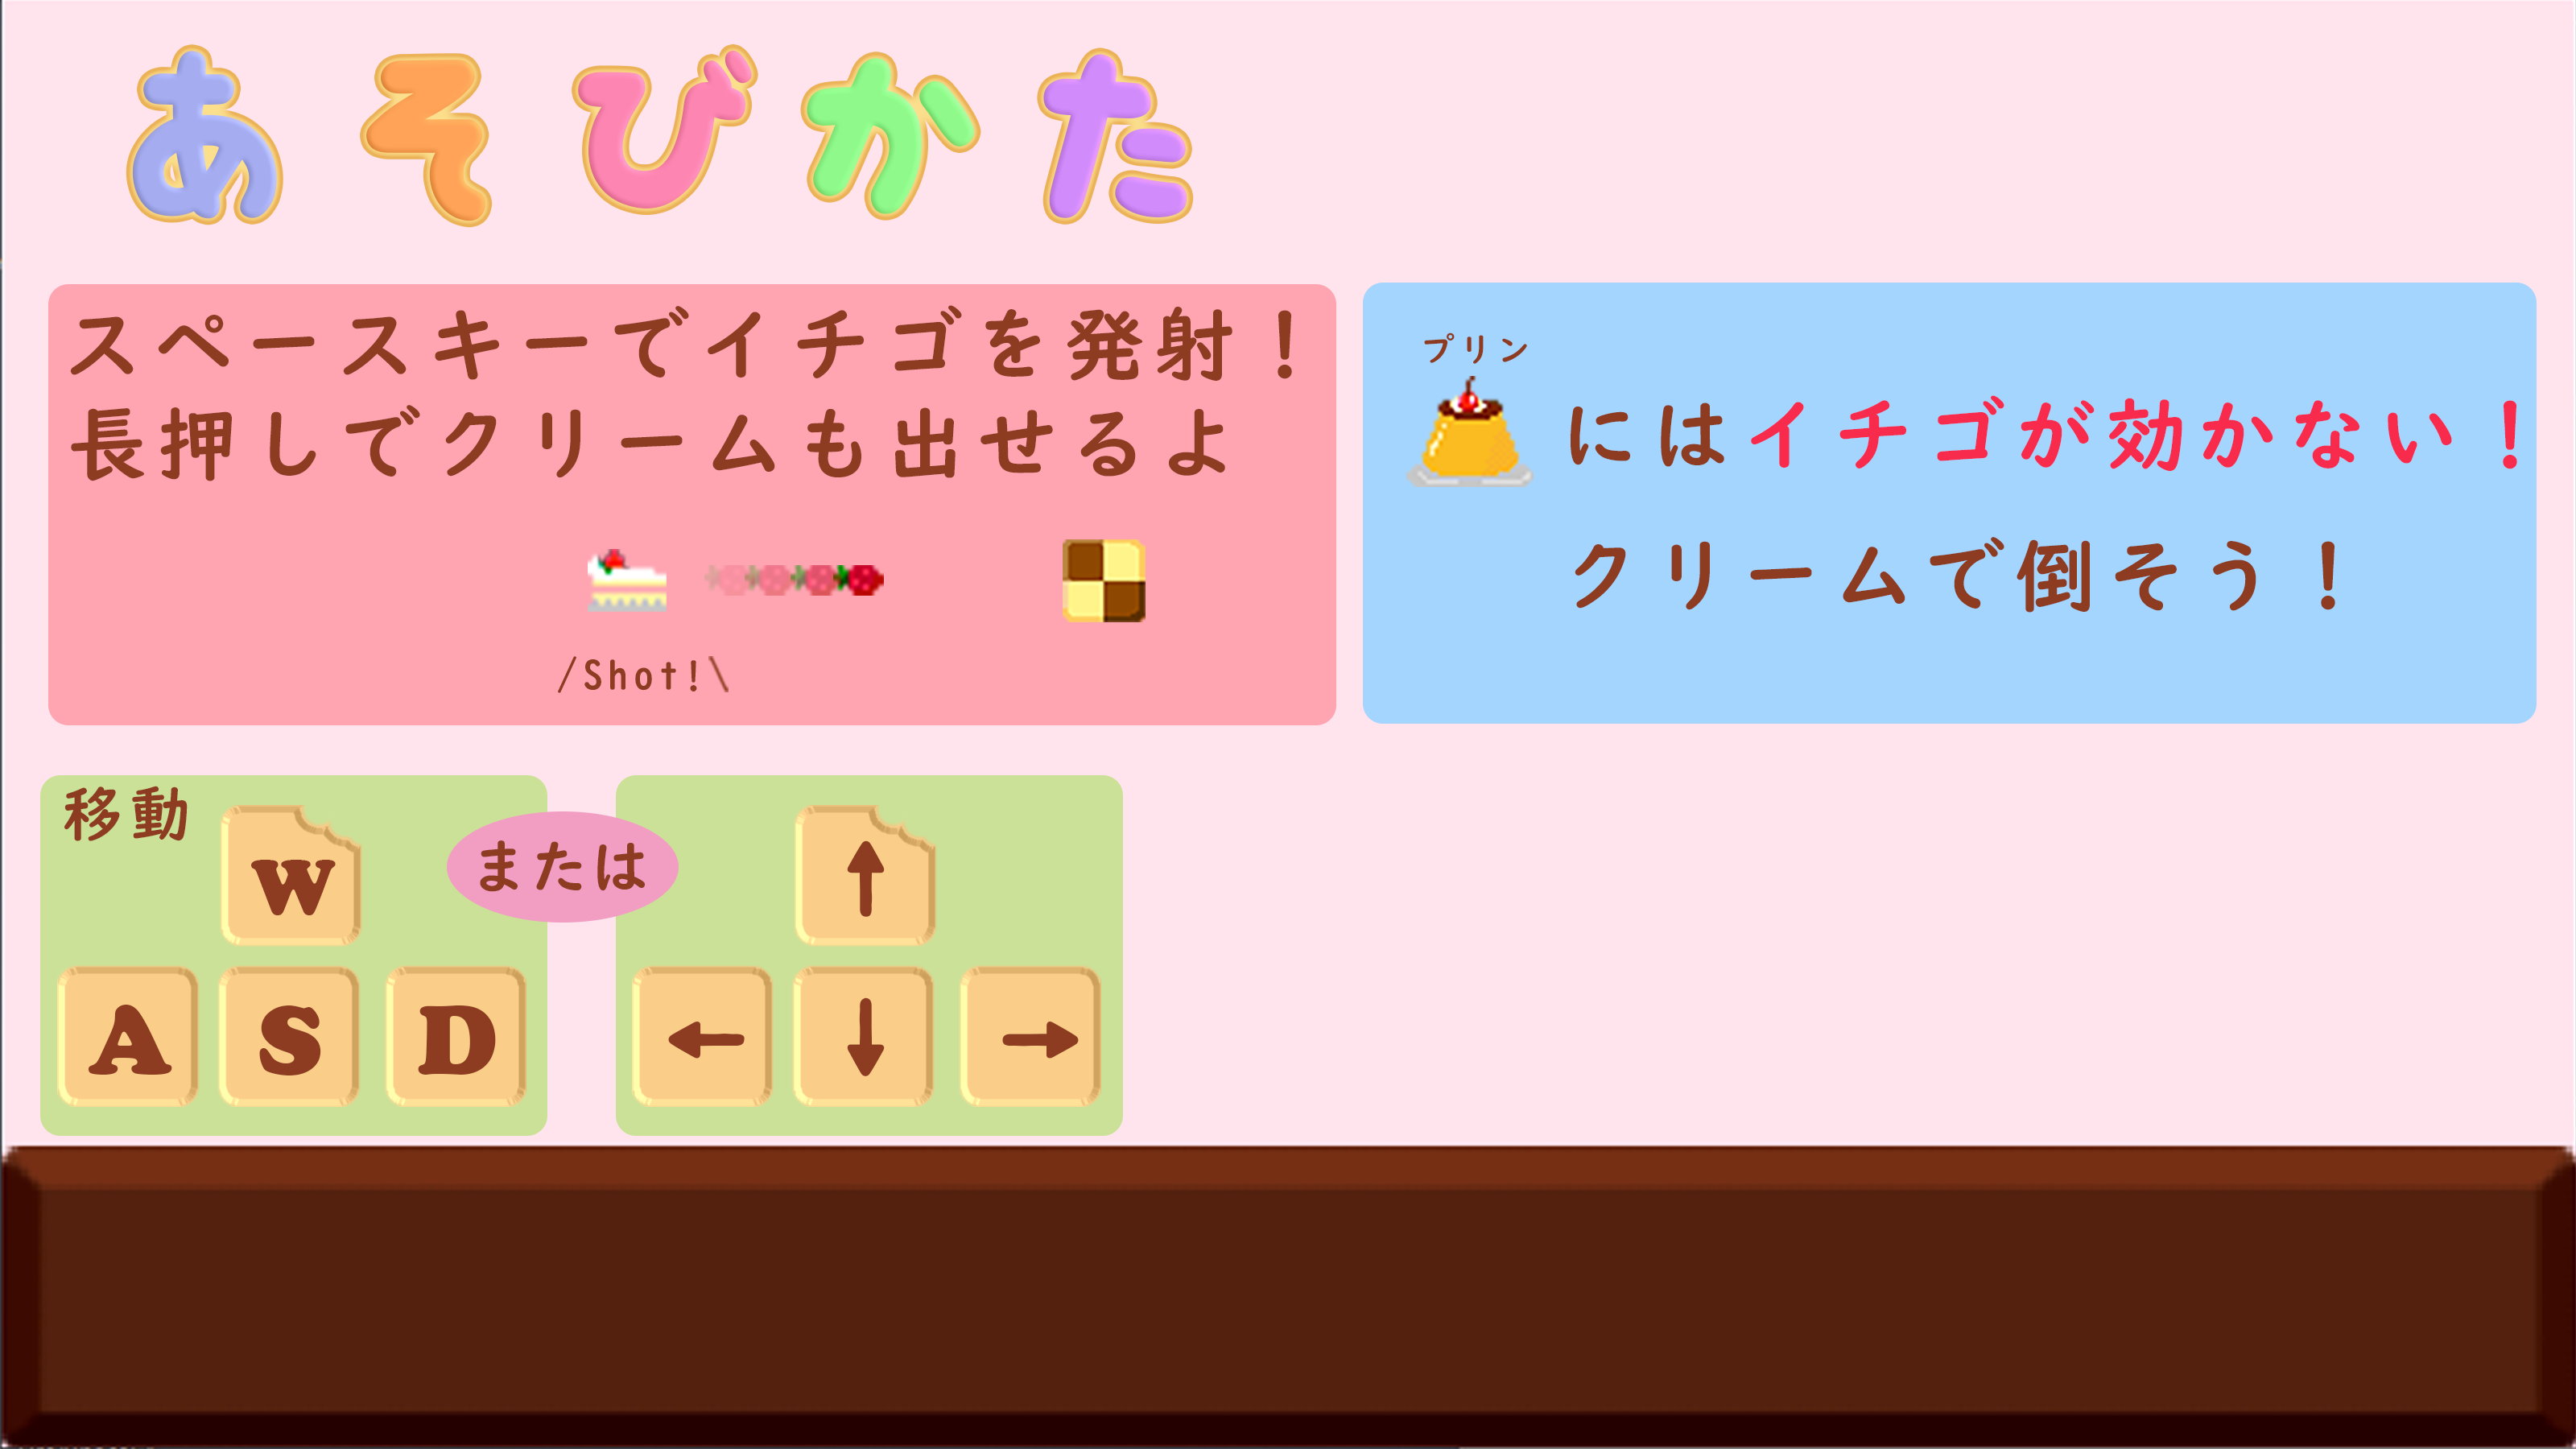 あそびかた
スペースキーでイチゴを発射！
長押しでクリームも出せるよ
/Shot!\
プリン
にはイチゴが効かない！
クリームで倒そう！
移動
W
A S D
または
↑
← ↓ →